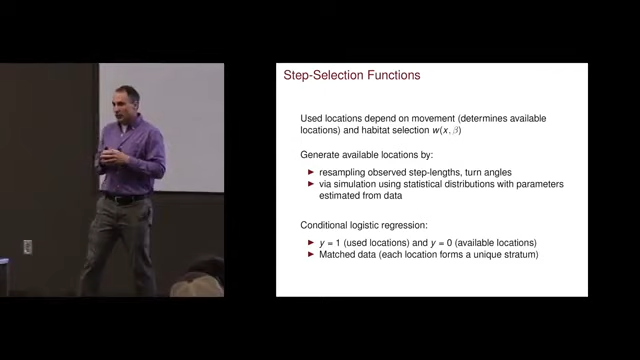 Step-Selection Functions
Used locations depend on movement (determines available
locations) and habitat selection w(x, β)
Generate available locations by:
► resampling observed step-lengths, turn angles
► via simulation using statistical distributions with parameters
estimated from data
Conditional logistic regression:
► y = 1 (used locations) and y = 0 (available locations)
► Matched data (each location forms a unique stratum)